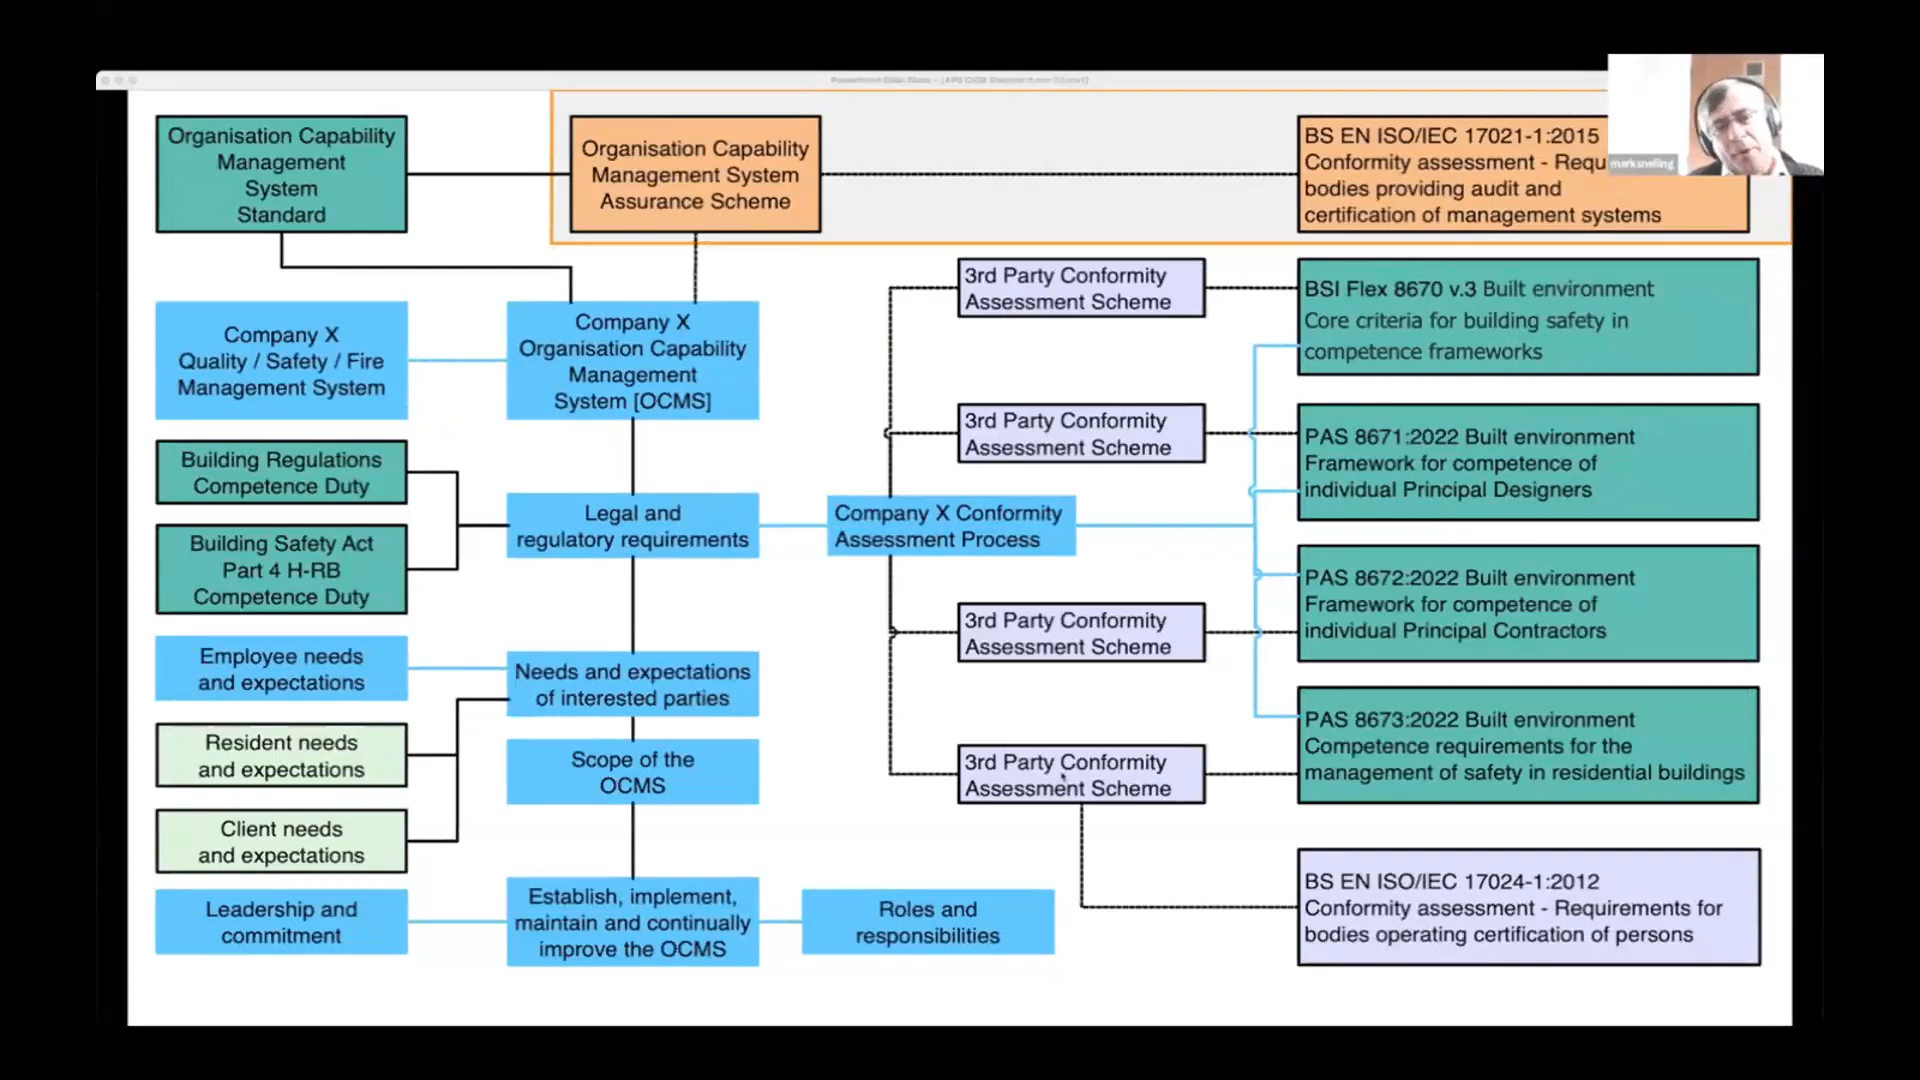 Organisation Capability
Management
System
Standard
Organisation Capability
Management System
Assurance Scheme
BS EN ISO/IEC 17021-1:2015
Conformity assessment - Requ
bodies providing audit and
certification of management systems
marksnelling
3rd Party Conformity
Assessment Scheme
BSI Flex 8670 v.3 Built environment
Core criteria for building safety in
competence frameworks
Company X
Quality / Safety / Fire
Management System
Company X
Organisation Capability
Management
System [OCMS]
3rd Party Conformity
Assessment Scheme
PAS 8671:2022 Built environment
Framework for competence of
individual Principal Designers
Building Regulations
Competence Duty
Building Safety Act
Part 4 H-RB
Competence Duty
Legal and
regulatory requirements
Company X Conformity
Assessment Process
3rd Party Conformity
Assessment Scheme
PAS 8672:2022 Built environment
Framework for competence of
individual Principal Contractors
Employee needs
and expectations
Needs and expectations
of interested parties
Resident needs
and expectations
Scope of the
OCMS
3rd Party Conformity
Assessment Scheme
PAS 8673:2022 Built environment
Competence requirements for the
management of safety in residential buildings
Client needs
and expectations
Leadership and
commitment
Establish, implement,
maintain and continually
improve the OCMS
Roles and
responsibilities
BS EN ISO/IEC 17024-1:2012
Conformity assessment - Requirements for
bodies operating certification of persons